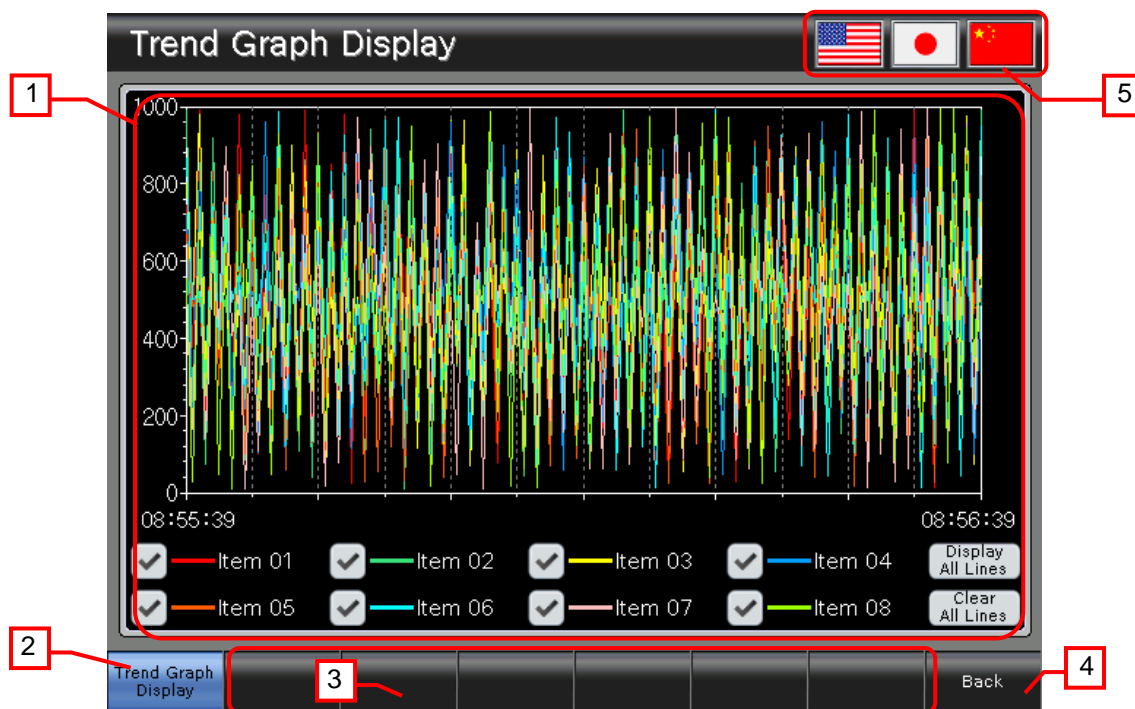 Trend Graph Display
5
1
1000
800
600
400
200
0
08:55:39
08:56:39
Item 01
Item 02
Item 03
Item 04
Display
All Lines
Item 05
Item 06
Item 07
Item 08
Clear
All Lines
2
Trend Graph
Display
3
Back
4